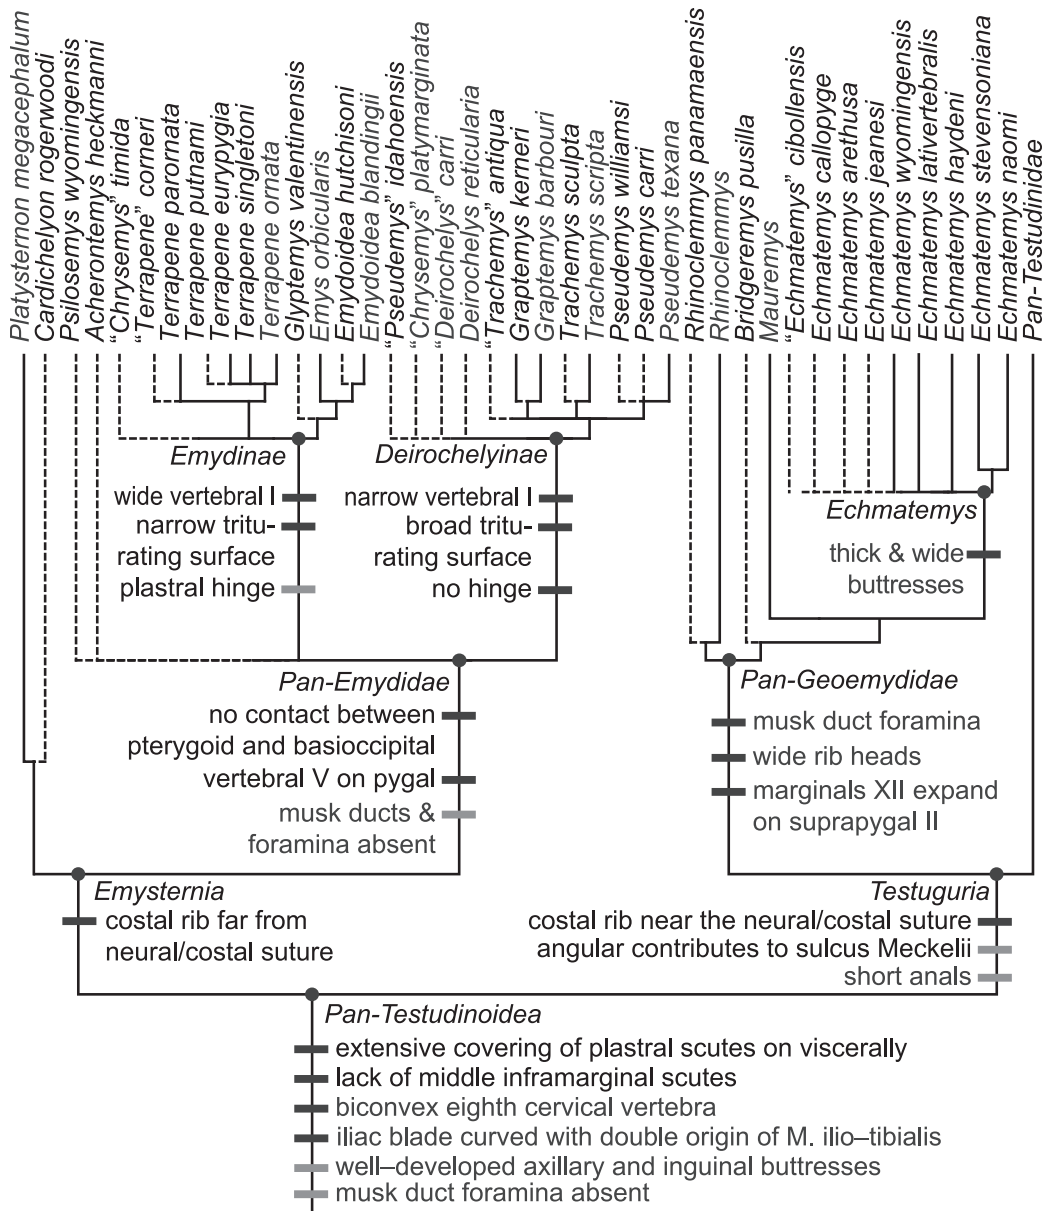 Platysternon megacephalum
Cardichelyon rogerwoodi
Psilosemys wyomingensis
Acherontemys heckmanni
“Chrysemys” timida
“Terrapene” corneri
Terrapene parornata
Terrapene putnami
Terrapene eurypygia
Terrapene singletoni
Terrapene ornata
Glyptemys valentinensis
Emys orbicularis
Emydoidea hutchisoni
Emydoidea blandingii
“Pseudemys” idahoensis
“Chrysemys” platymarginata
“Deirochelys” carri
Deirochelys reticularia
“Trachemys” antiqua
Graptemys kerneri
Graptemys barbouri
Trachemys sculpta
Trachemys scripta
Pseudemys williamsi
Pseudemys carri
Pseudemys texana
Rhinoclemmys panamaensis
Rhinoclemmys
Bridgeremys pusilla
Mauremys
“Echmatemys” cibollensis
Echmatemys callopyge
Echmatemys arethusa
Echmatemys jeanesi
Echmatemys wyomingensis
Echmatemys lativertebralis
Echmatemys haydeni
Echmatemys stevensoniana
Echmatemys naomi
Pan-Testudinidae
Emydinae
wide vertebral I
narrow tritu-
rating surface
plastral hinge
Deirochelyinae
narrow vertebral I
broad tritu-
rating surface
no hinge
Echmatemys
thick & wide
buttresses
Pan-Emydidae
no contact between
pterygoid and basioccipital
vertebral V on pygal
musk ducts &
foramina absent
Pan-Geoemydidae
musk duct foramina
wide rib heads
marginals XII expand
on suprapygal II
Emysternia
costal rib far from
neural/costal suture
Testuguria
costal rib near the neural/costal suture
angular contributes to sulcus Meckelii
short anals
Pan-Testudinoidea
extensive covering of plastral scutes on viscerally
lack of middle inframarginal scutes
biconvex eighth cervical vertebra
iliac blade curved with double origin of M. ilio–tibialis
well–developed axillary and inguinal buttresses
musk duct foramina absent